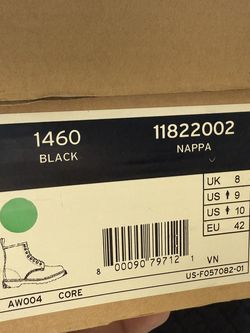 1460
BLACK
11822002
NAPPA
UK 8
US 9
US 10
EU 42
8 00090 79712 1
VN
US-F057082-01
AW004 CORE